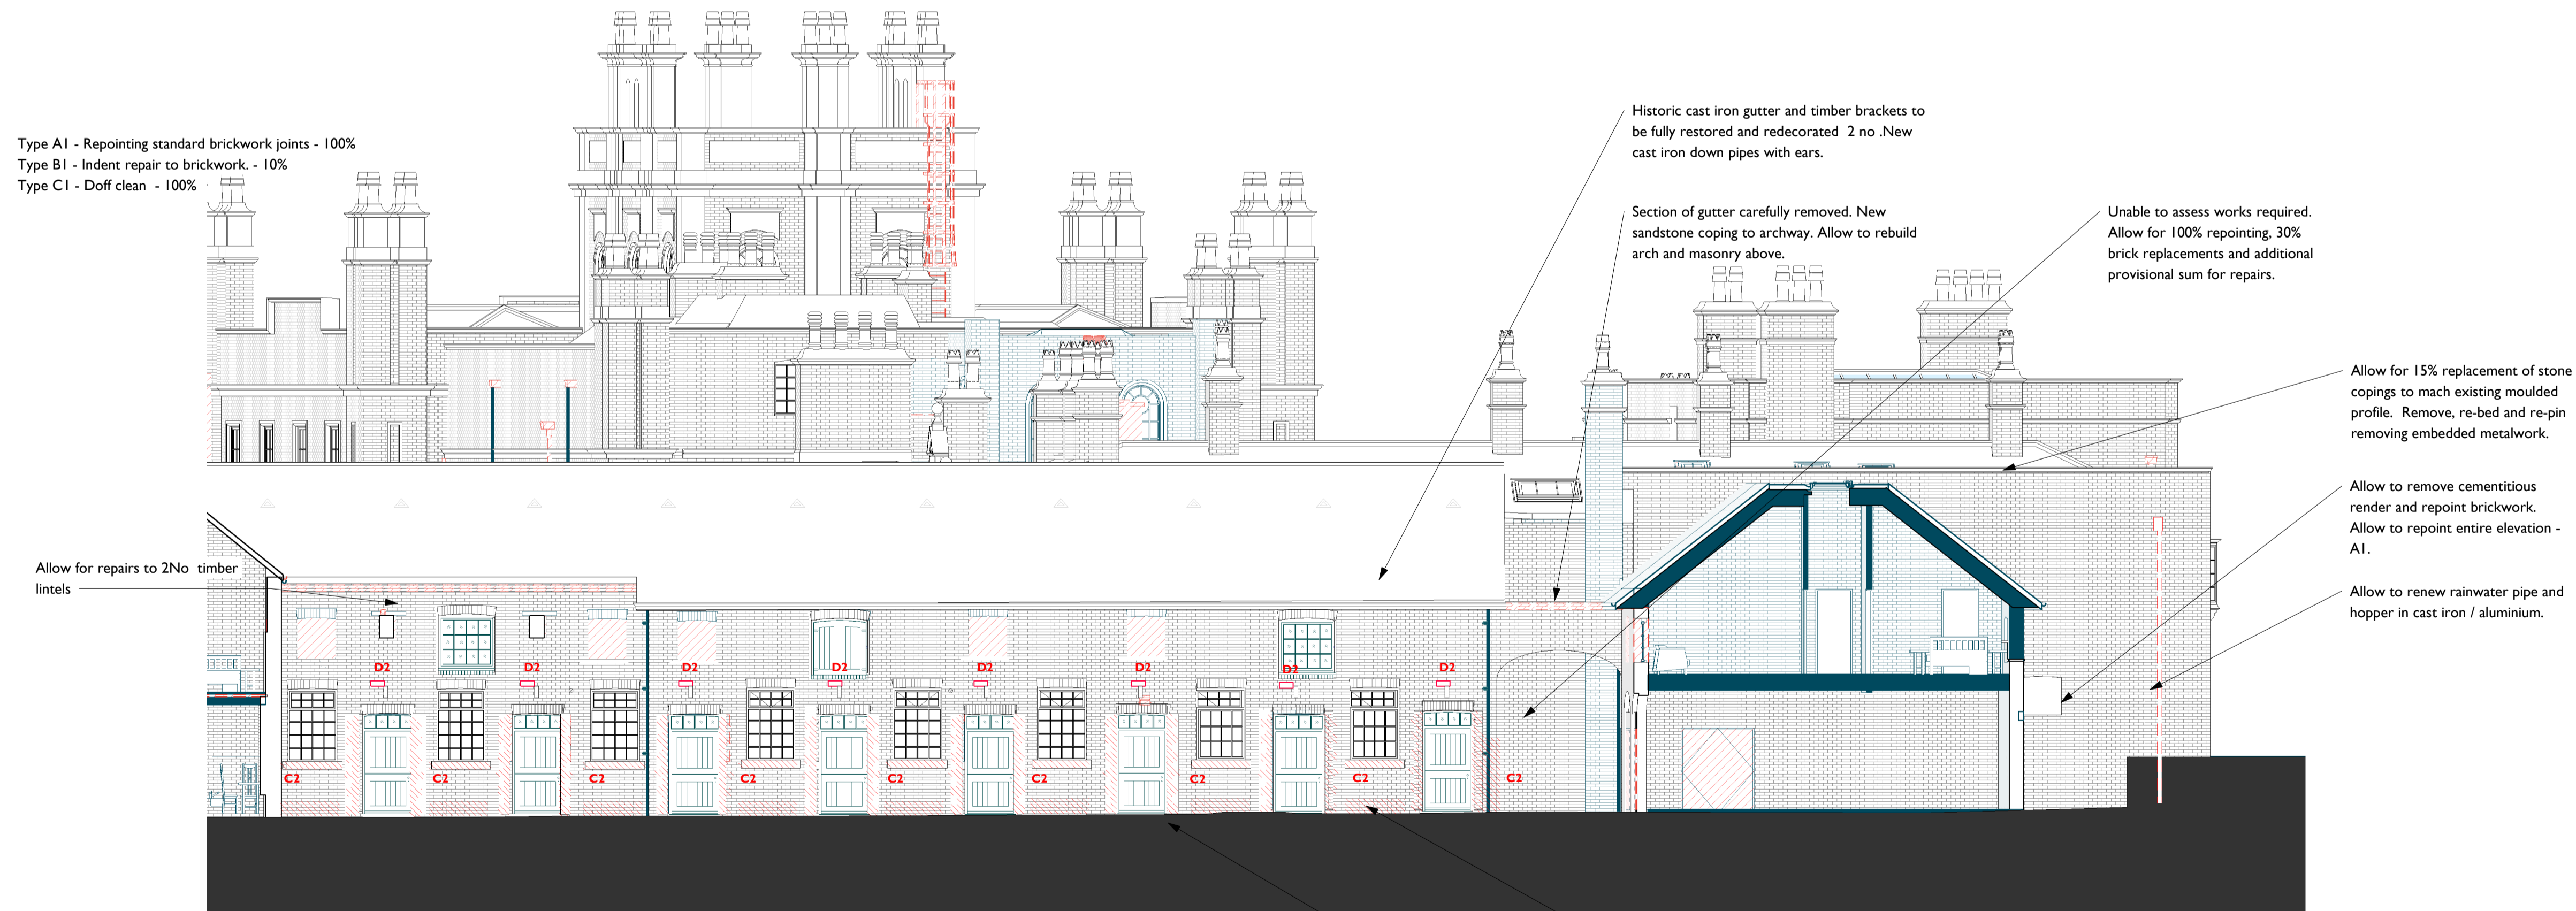 Type A1 - Repointing standard brickwork joints - 100%
Type B1 - Indent repair to brickwork. - 10%
Type C1 - Doff clean  - 100%
Historic cast iron gutter and timber brackets to
be fully restored and redecorated  2 no .New
cast iron down pipes with ears.
Section of gutter carefully removed. New
sandstone coping to archway. Allow to rebuild
arch and masonry above.
Unable to assess works required.
Allow for 100% repointing, 30%
brick replacements and additional
provisional sum for repairs.
Allow for 15% replacement of stone
copings to mach existing moulded
profile.  Remove, re-bed and re-pin
removing embedded metalwork.
Allow to remove cementitious
render and repoint brickwork.
Allow to repoint entire elevation -
A1.
Allow to renew rainwater pipe and
hopper in cast iron / aluminium.
Allow for repairs to 2No  timber
lintels
D2 D2 D2 D2 D2 D2 D2 D2
C2 C2 C2 C2 C2 C2 C2 C2 C2